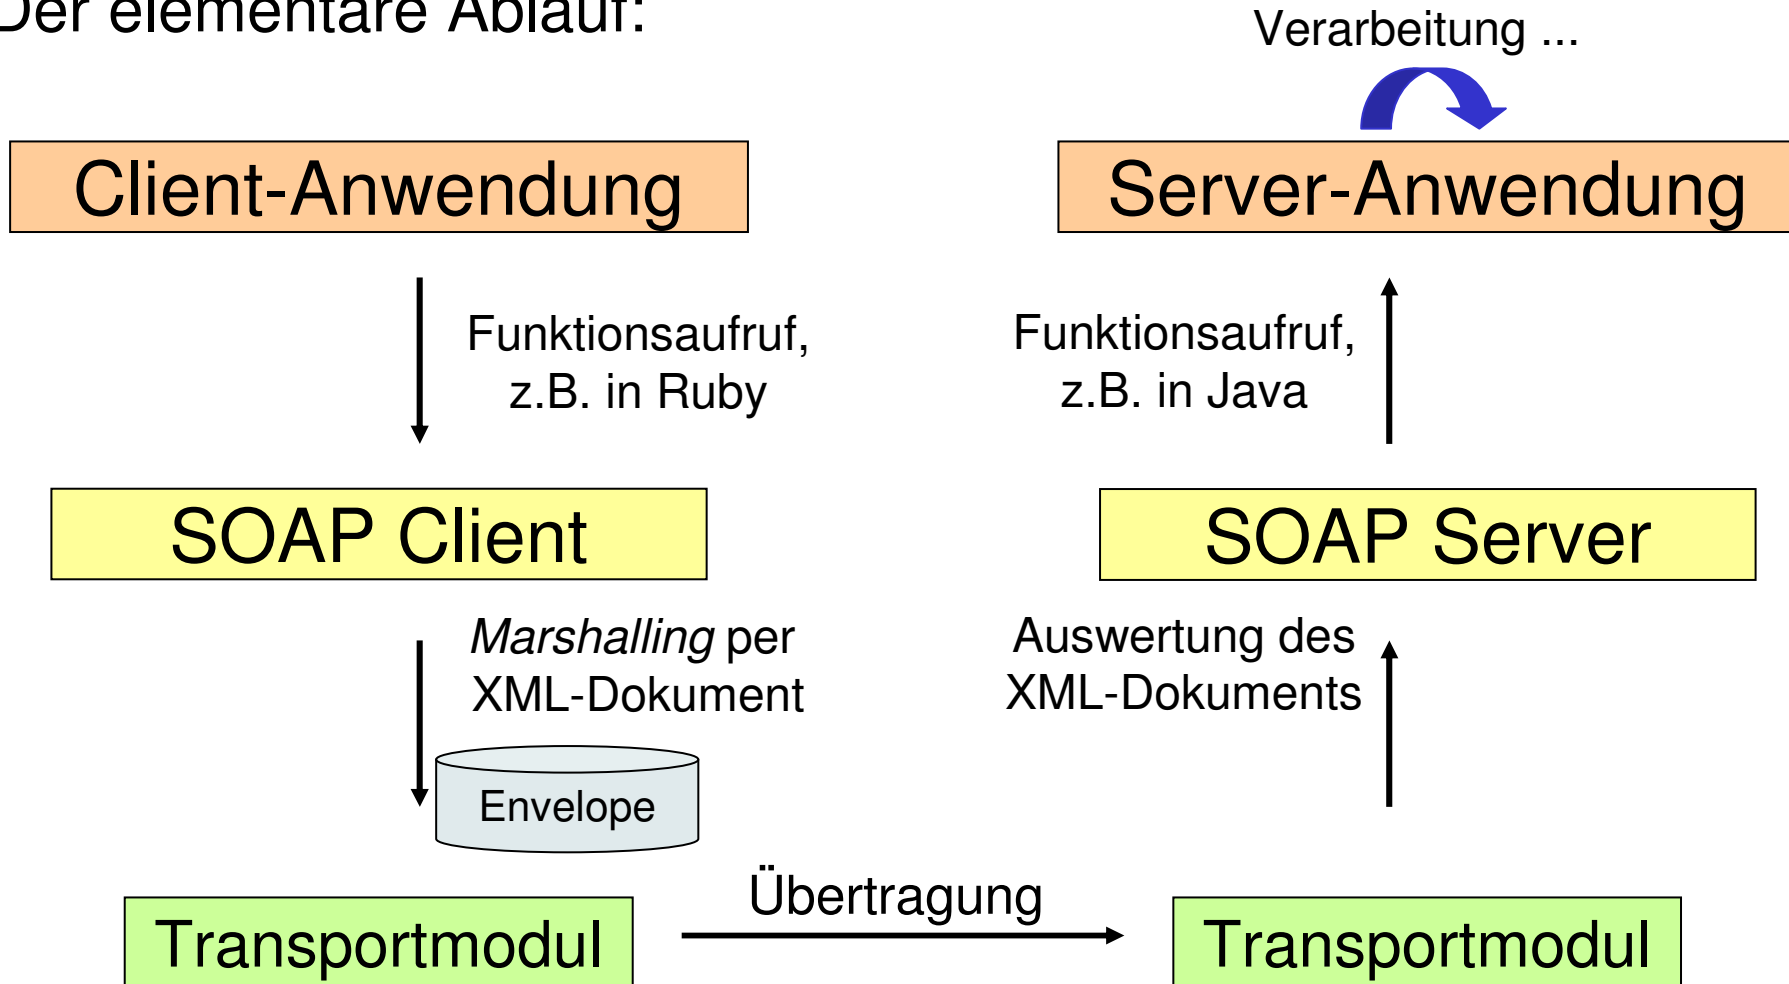 Der elementare Ablauf:
Verarbeitung ...
Client-Anwendung
Server-Anwendung
Funktionsaufruf,
z.B. in Ruby
Funktionsaufruf,
z.B. in Java
SOAP Client
SOAP Server
Marshalling per
XML-Dokument
Auswertung des
XML-Dokuments
Envelope
Übertragung
Transportmodul
Transportmodul